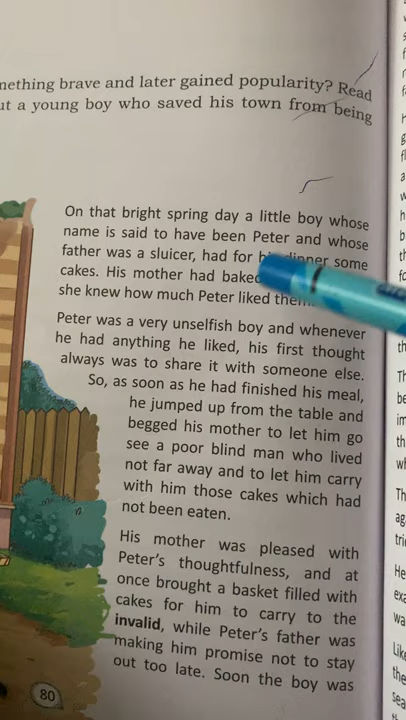 mething brave and later gained popularity? Read
ut a young boy who saved his town from being
On that bright spring day a little boy whose
name is said to have been Peter and whose
father was a sluicer, had for dinner some
cakes. His mother had baked
she knew how much Peter liked them.
Peter was a very unselfish boy and whenever
he had anything he liked, his first thought
always was to share it with someone else.
So, as soon as he had finished his meal,
he jumped up from the table and
begged his mother to let him go
see a poor blind man who lived
not far away and to let him carry
with him those cakes which had
not been eaten.
His mother was pleased with
Peter's thoughtfulness, and at
once brought a basket filled with
cakes for him to carry to the
invalid, while Peter's father was
making him promise not to stay
out too late. Soon the boy was
80